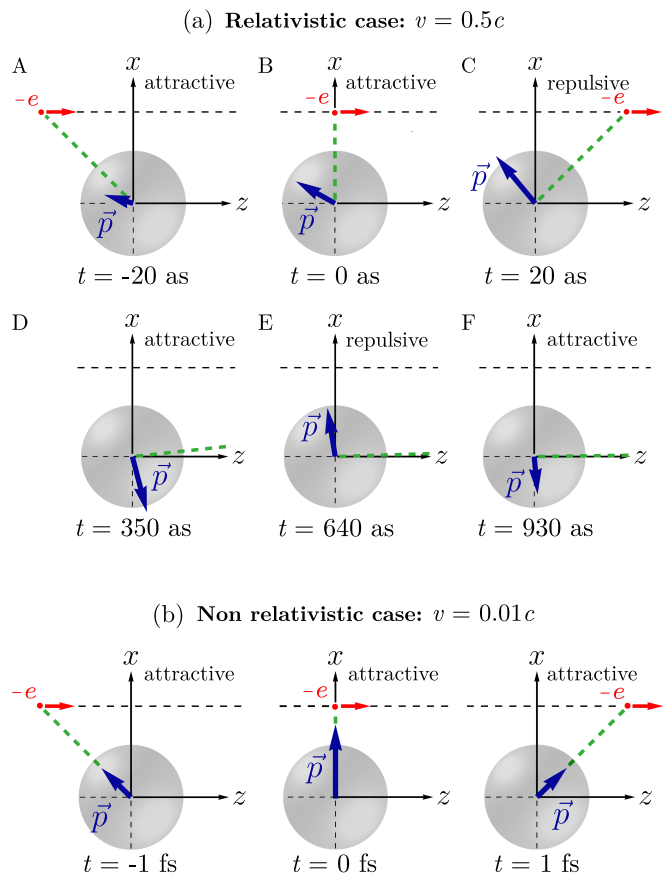 (a) Relativistic case: v = 0.5c
A x attractive
B x attractive
C x repulsive
-e
-e
-e
p⃗ z
p⃗ z
p⃗ z
t = -20 as
t = 0 as
t = 20 as
D x attractive
E x repulsive
F x attractive
p⃗ z
p⃗ z
p⃗ z
t = 350 as
t = 640 as
t = 930 as
(b) Non relativistic case: v = 0.01c
x attractive
x attractive
x attractive
-e
-e
-e
p⃗ z
p⃗ z
p⃗ z
t = -1 fs
t = 0 fs
t = 1 fs